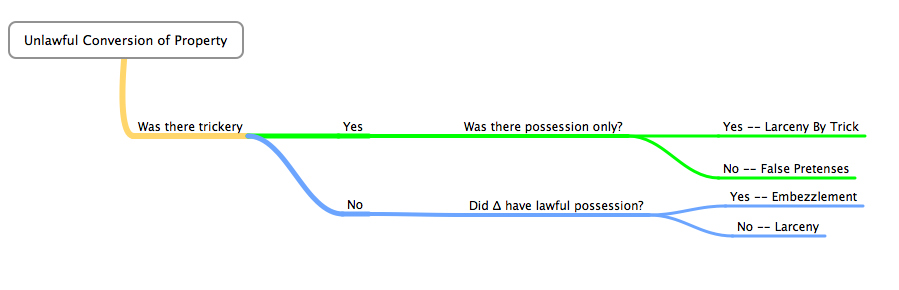 Unlawful Conversion of Property
Was there trickery
Yes
Was there possession only?
Yes -- Larceny By Trick
No -- False Pretenses
No
Did Δ have lawful possession?
Yes -- Embezzlement
No -- Larceny